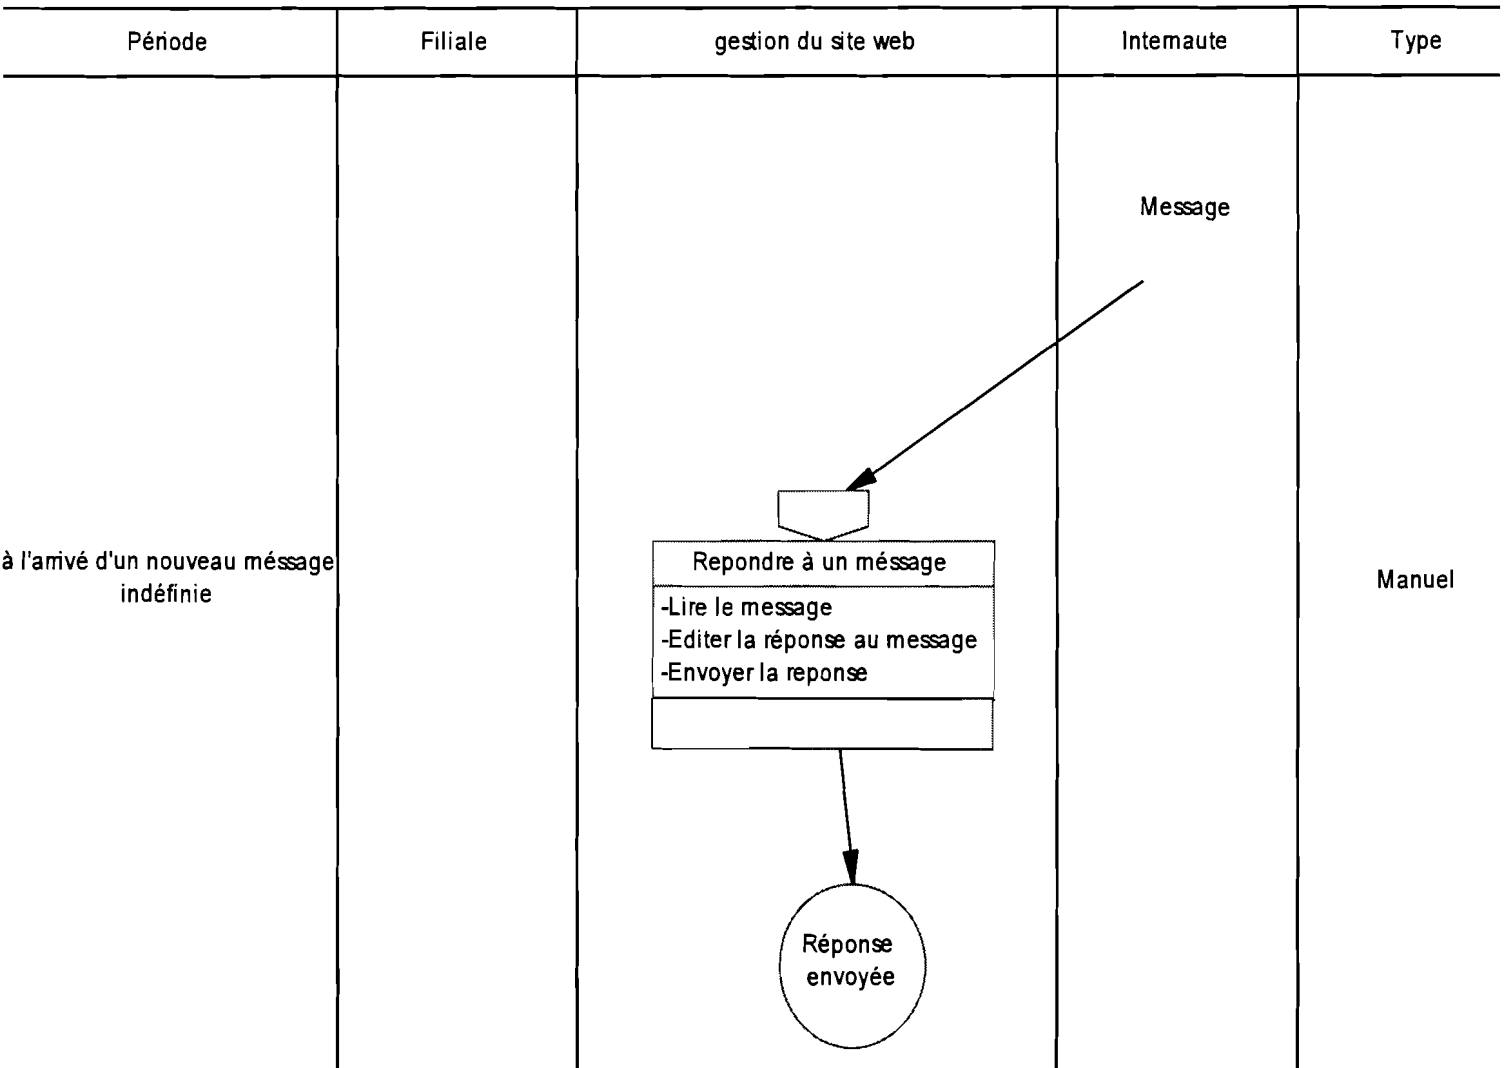 Période
Filiale
gestion du site web
Internaute
Type
Message
à l'arrivé d'un nouveau méssage
indéfinie
Repondre à un méssage
-Lire le message
-Editer la réponse au message
-Envoyer la reponse
Manuel
Réponse
envoyée